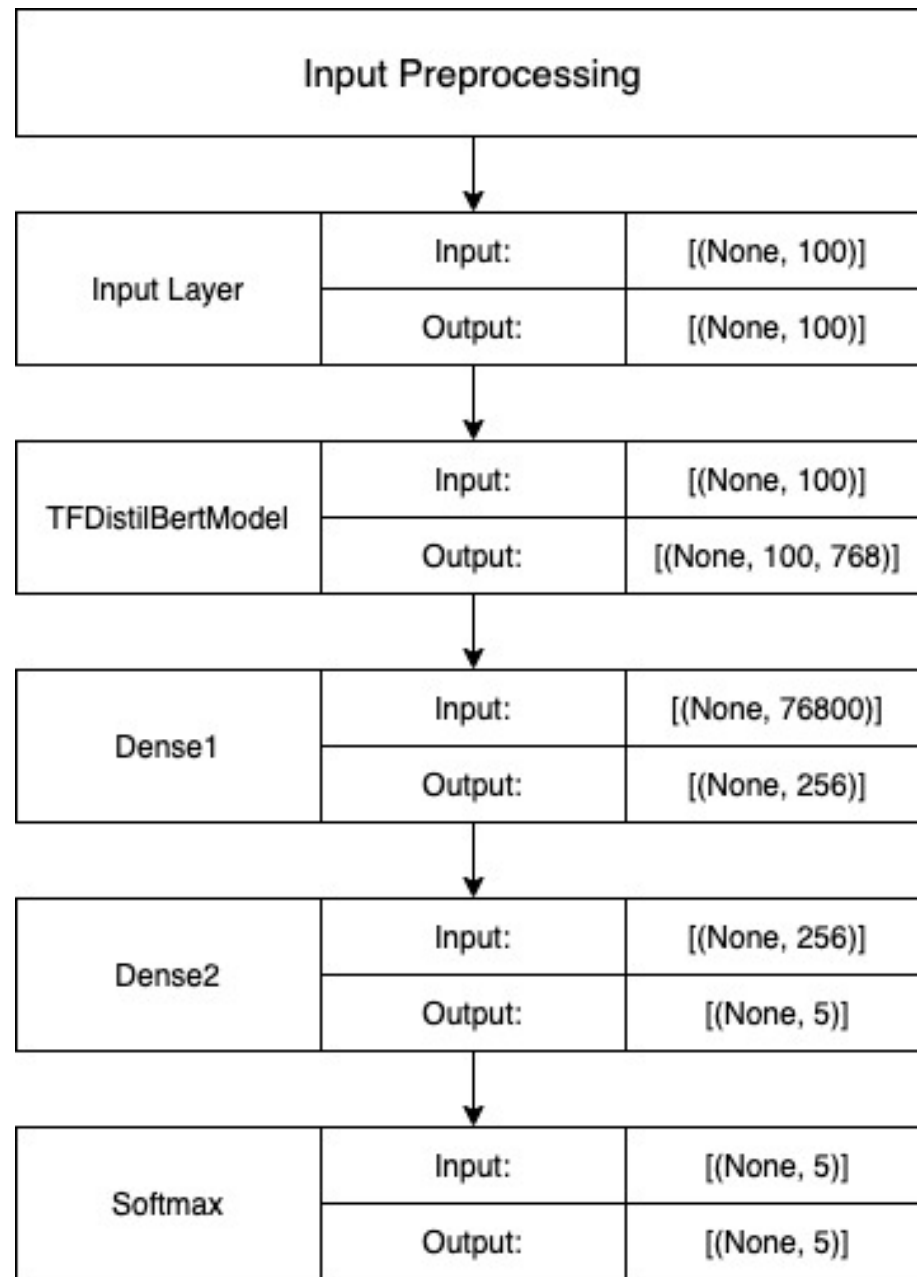 Input Preprocessing
Input Layer
Input: [(None, 100)]
Output: [(None, 100)]
TFDistilBertModel
Input: [(None, 100)]
Output: [(None, 100, 768)]
Dense1
Input: [(None, 76800)]
Output: [(None, 256)]
Dense2
Input: [(None, 256)]
Output: [(None, 5)]
Softmax
Input: [(None, 5)]
Output: [(None, 5)]